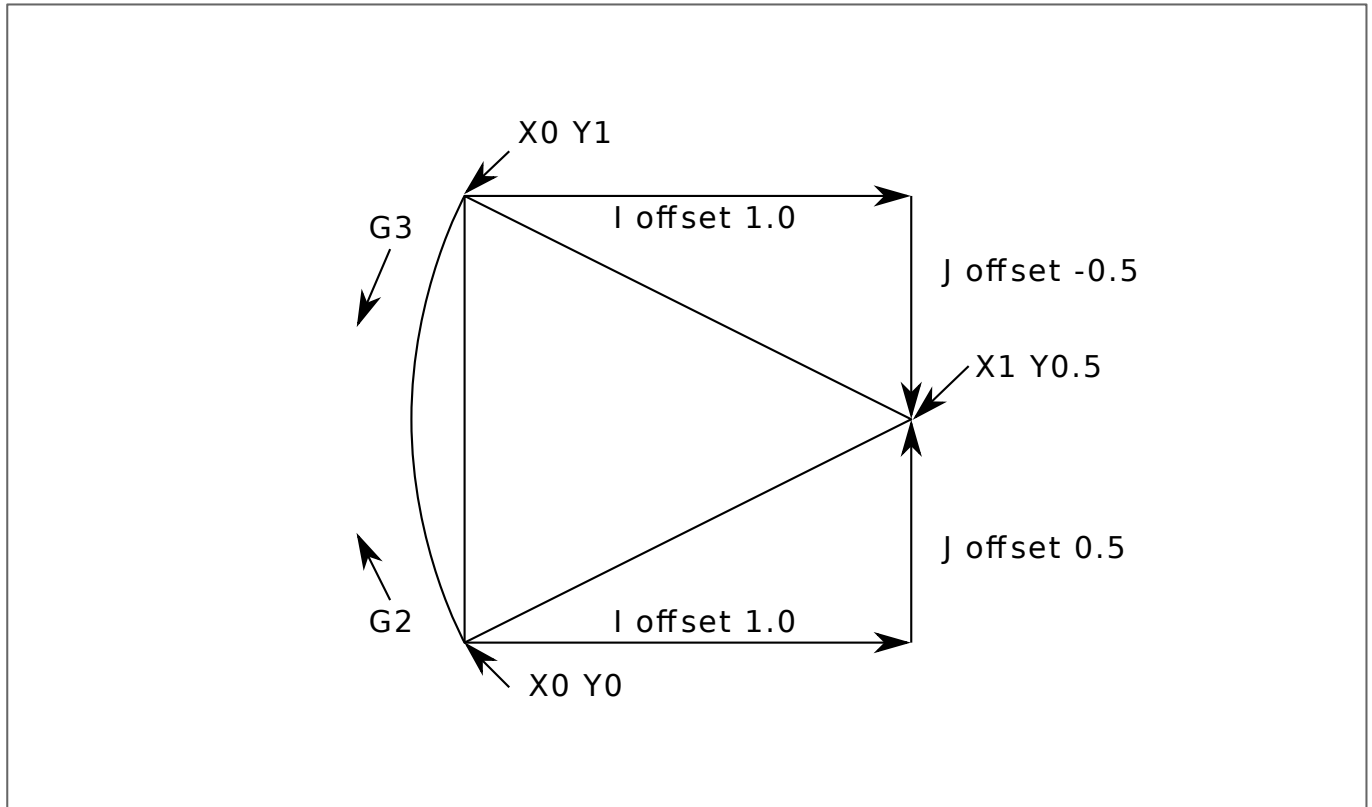 X0 Y1
G3
I offset 1.0
J offset -0.5
X1 Y0.5
J offset 0.5
G2
I offset 1.0
X0 Y0